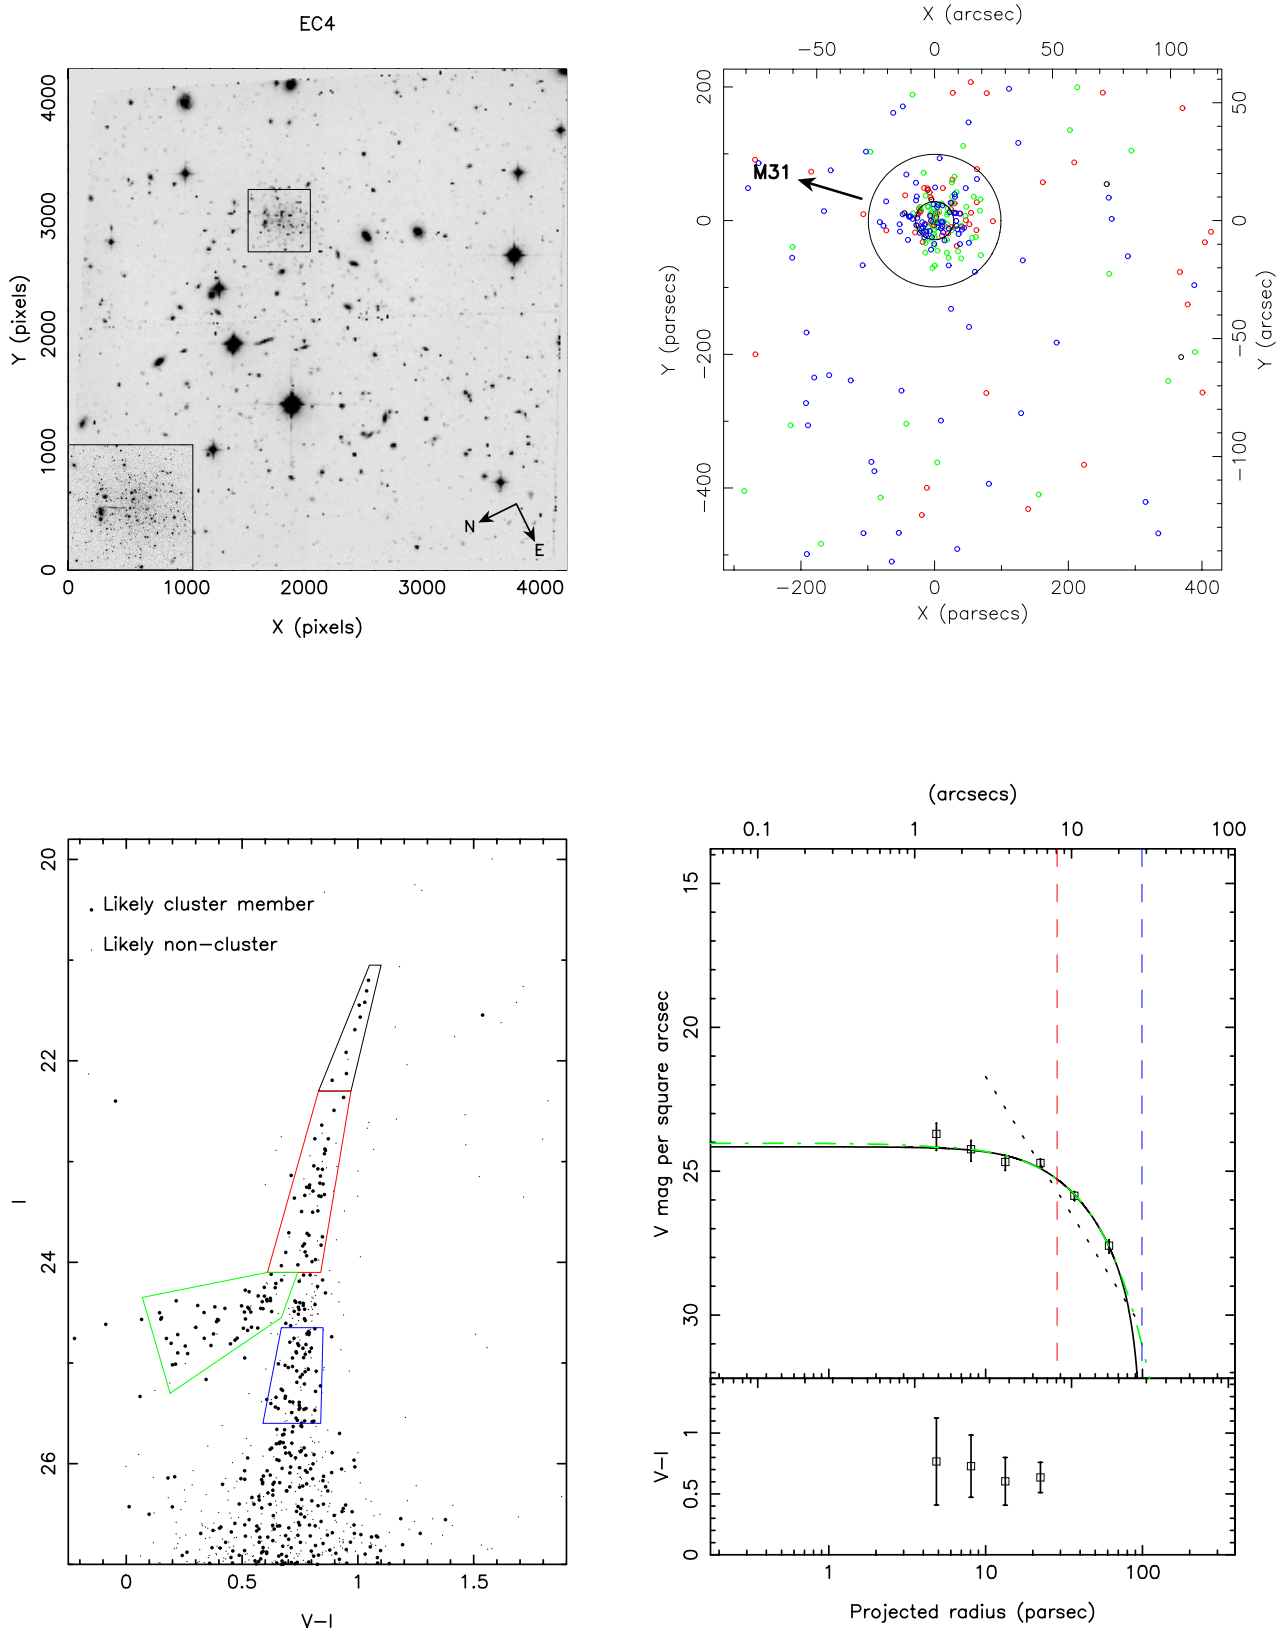 EC4
Y (pixels)
0 1000 2000 3000 4000
N
E
0 1000 2000 3000 4000
X (pixels)
X (arcsec)
−50 0 50 100
Y (parsecs)
200 0 −200 −400
M31
50 0 −50 −100
Y (arcsec)
−200 0 200 400
X (parsecs)
I
20 22 24 26
Likely cluster member
Likely non−cluster
0 0.5 1 1.5
V−I
(arcsecs)
0.1 1 10 100
V mag per square arcsec
15 20 25 30
V−I
1 0.5 0
1 10 100
Projected radius (parsec)